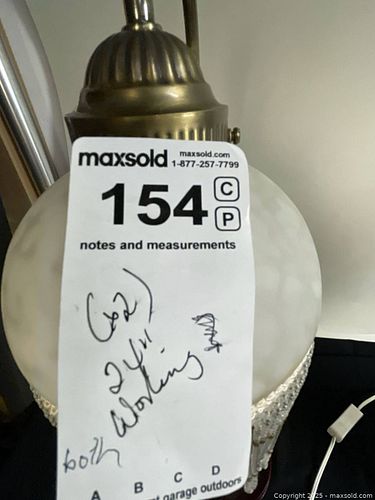 maxsold maxsold.com
1-877-257-7799
154 C
P
notes and measurements
(x2)
24"
Working
both
A B C D
garage outdoors
Copyright 2025 - maxsold.com